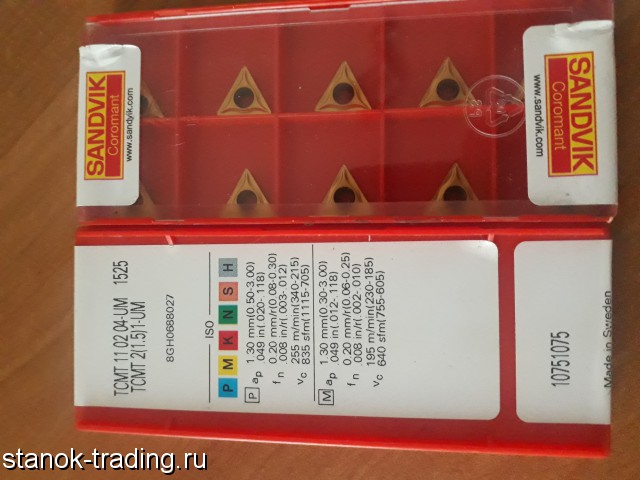 SANDVIK
Coromant
www.sandvik.com
SANDVIK
Coromant
www.sandvik.com
TCMT 11 02 04-UM 1525
TCMT 2(1.5)1-UM
8GH0688027
ISO
P M K N S H
P ap 1.30 mm(0.50-3.00)
.049 in(.020-.118)
fn 0.20 mm/r(0.08-0.30)
.008 in/r(.003-.012)
vc 255 m/min(340-215)
835 sfm(1115-705)
M ap 1.30 mm(0.30-3.00)
.049 in(.012-.118)
fn 0.20 mm/r(0.06-0.25)
.008 in/r(.002-.010)
vc 195 m/min(230-185)
640 sfm(755-605)
10751075
Made in Sweden
stanok-trading.ru